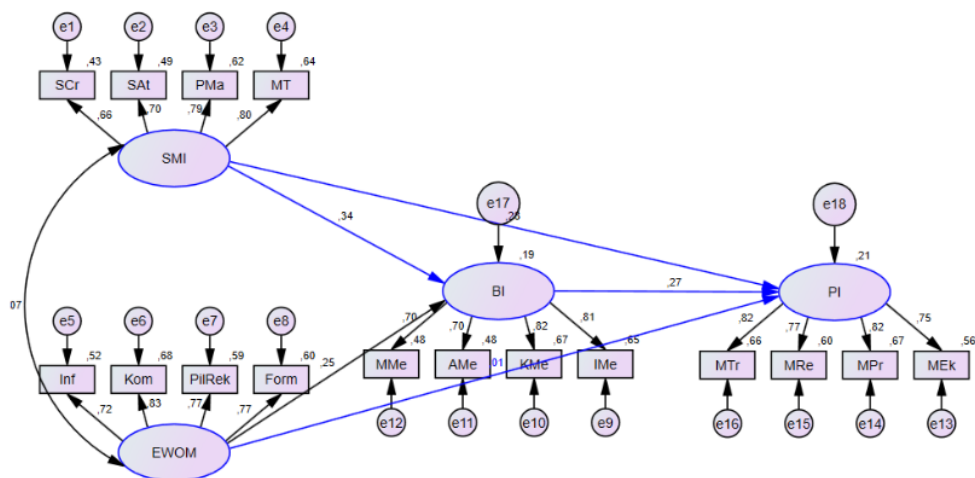 e1 e2 e3 e4
,43 ,49 ,62 ,64
SCr SAt PMa MT
,66 ,70 ,79 ,80
SMI
e17 e18
,28
,34
,19 ,21
BI PI
,27
07
e5 e6 e7 e8
,52 ,68 ,59 ,60
Inf Kom PilRek Form
,72 ,83 ,77 ,77
,25
EWOM
,70 ,70 ,82 ,81
,48 ,48 ,67 ,65
MMe AMe KMe IMe
,01
e12 e11 e10 e9
,82 ,77 ,82 ,75
,66 ,60 ,67 ,56
MTr MRe MPr MEk
e16 e15 e14 e13